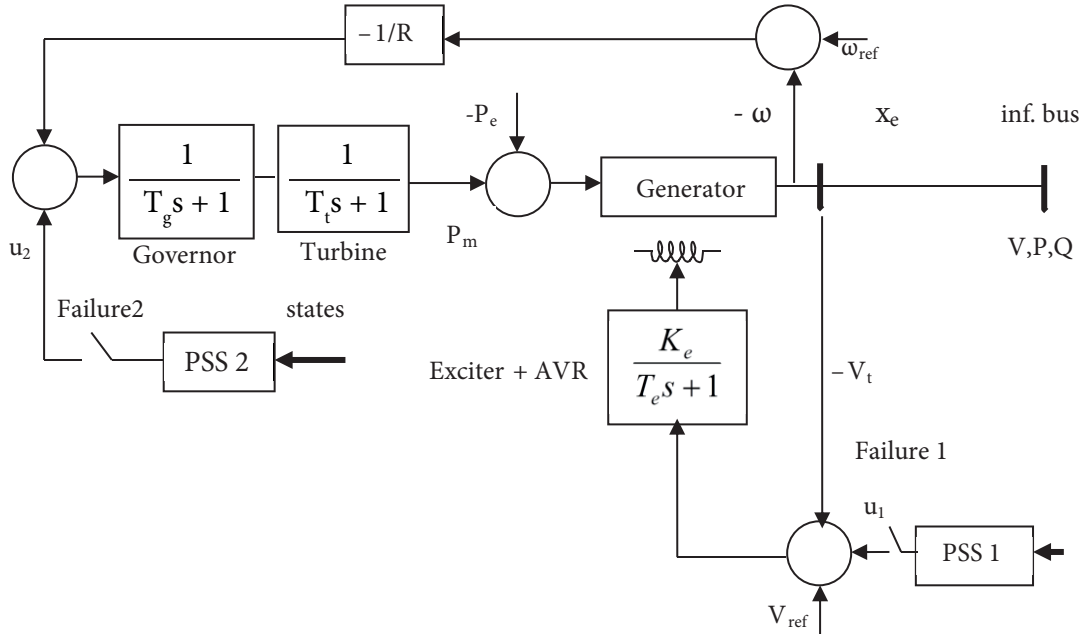 – 1/R
ω_ref
-P_e
- ω
x_e
inf. bus
1
T_g s + 1
1
T_t s + 1
Generator
u_2
Governor
P_m
Turbine
V,P,Q
Failure2
states
PSS 2
Exciter + AVR
K_e
T_e s + 1
–V_t
Failure 1
u_1
PSS 1
V_ref